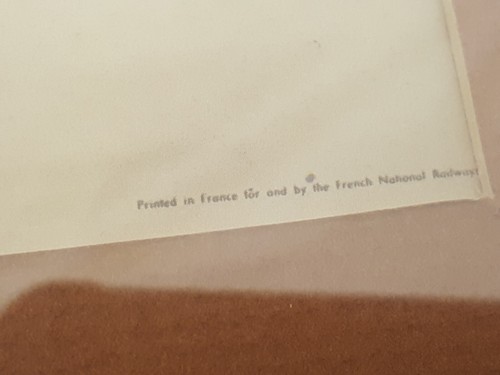 Printed in France for and by the French National Railways